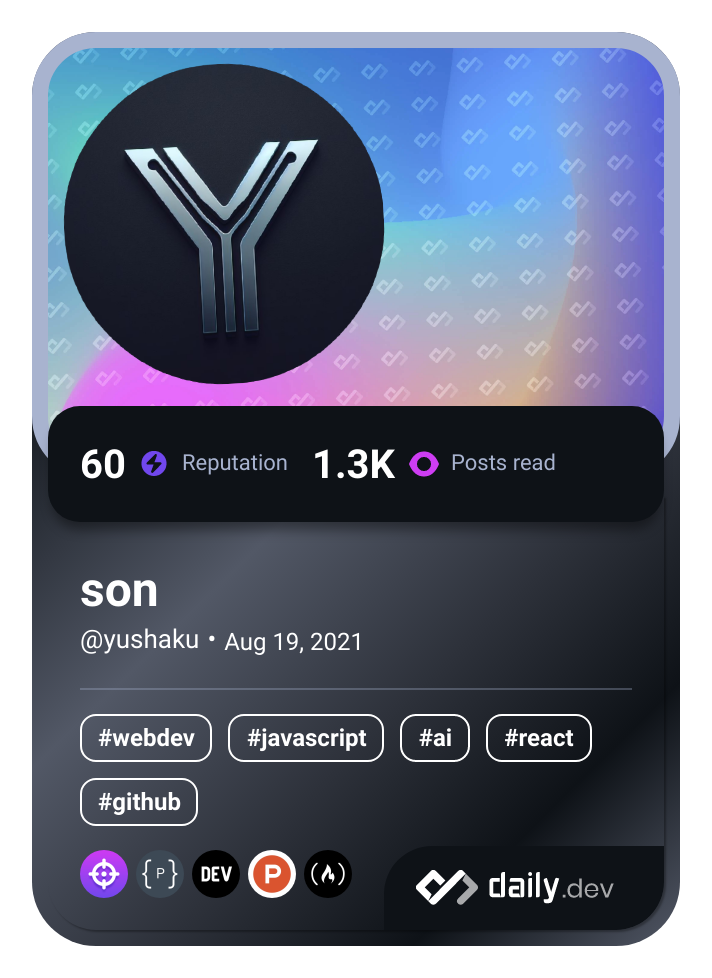 Y
60 Reputation 1.3K Posts read
son
@yushaku • Aug 19, 2021
#webdev #javascript #ai #react
#github
{P} DEV P
daily.dev